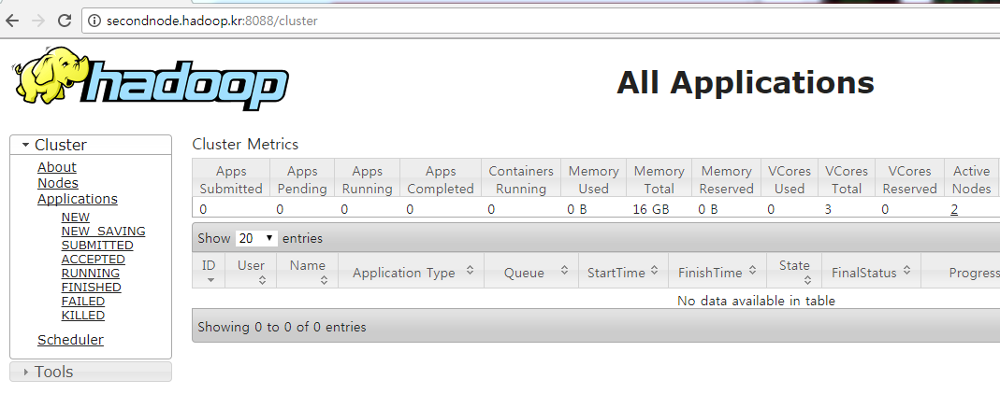 secondnode.hadoop.kr:8088/cluster
hadoop
All Applications
Cluster
About
Nodes
Applications
NEW
NEW_SAVING
SUBMITTED
ACCEPTED
RUNNING
FINISHED
FAILED
KILLED
Scheduler
Tools
Cluster Metrics
Apps Submitted Apps Pending Apps Running Apps Completed Containers Running Memory Used Memory Total Memory Reserved VCores Used VCores Total VCores Reserved Active Nodes
0 0 0 0 0 0 B 16 GB 0 B 0 3 0 2
Show 20 entries
ID User Name Application Type Queue StartTime FinishTime State FinalStatus Progress
No data available in table
Showing 0 to 0 of 0 entries